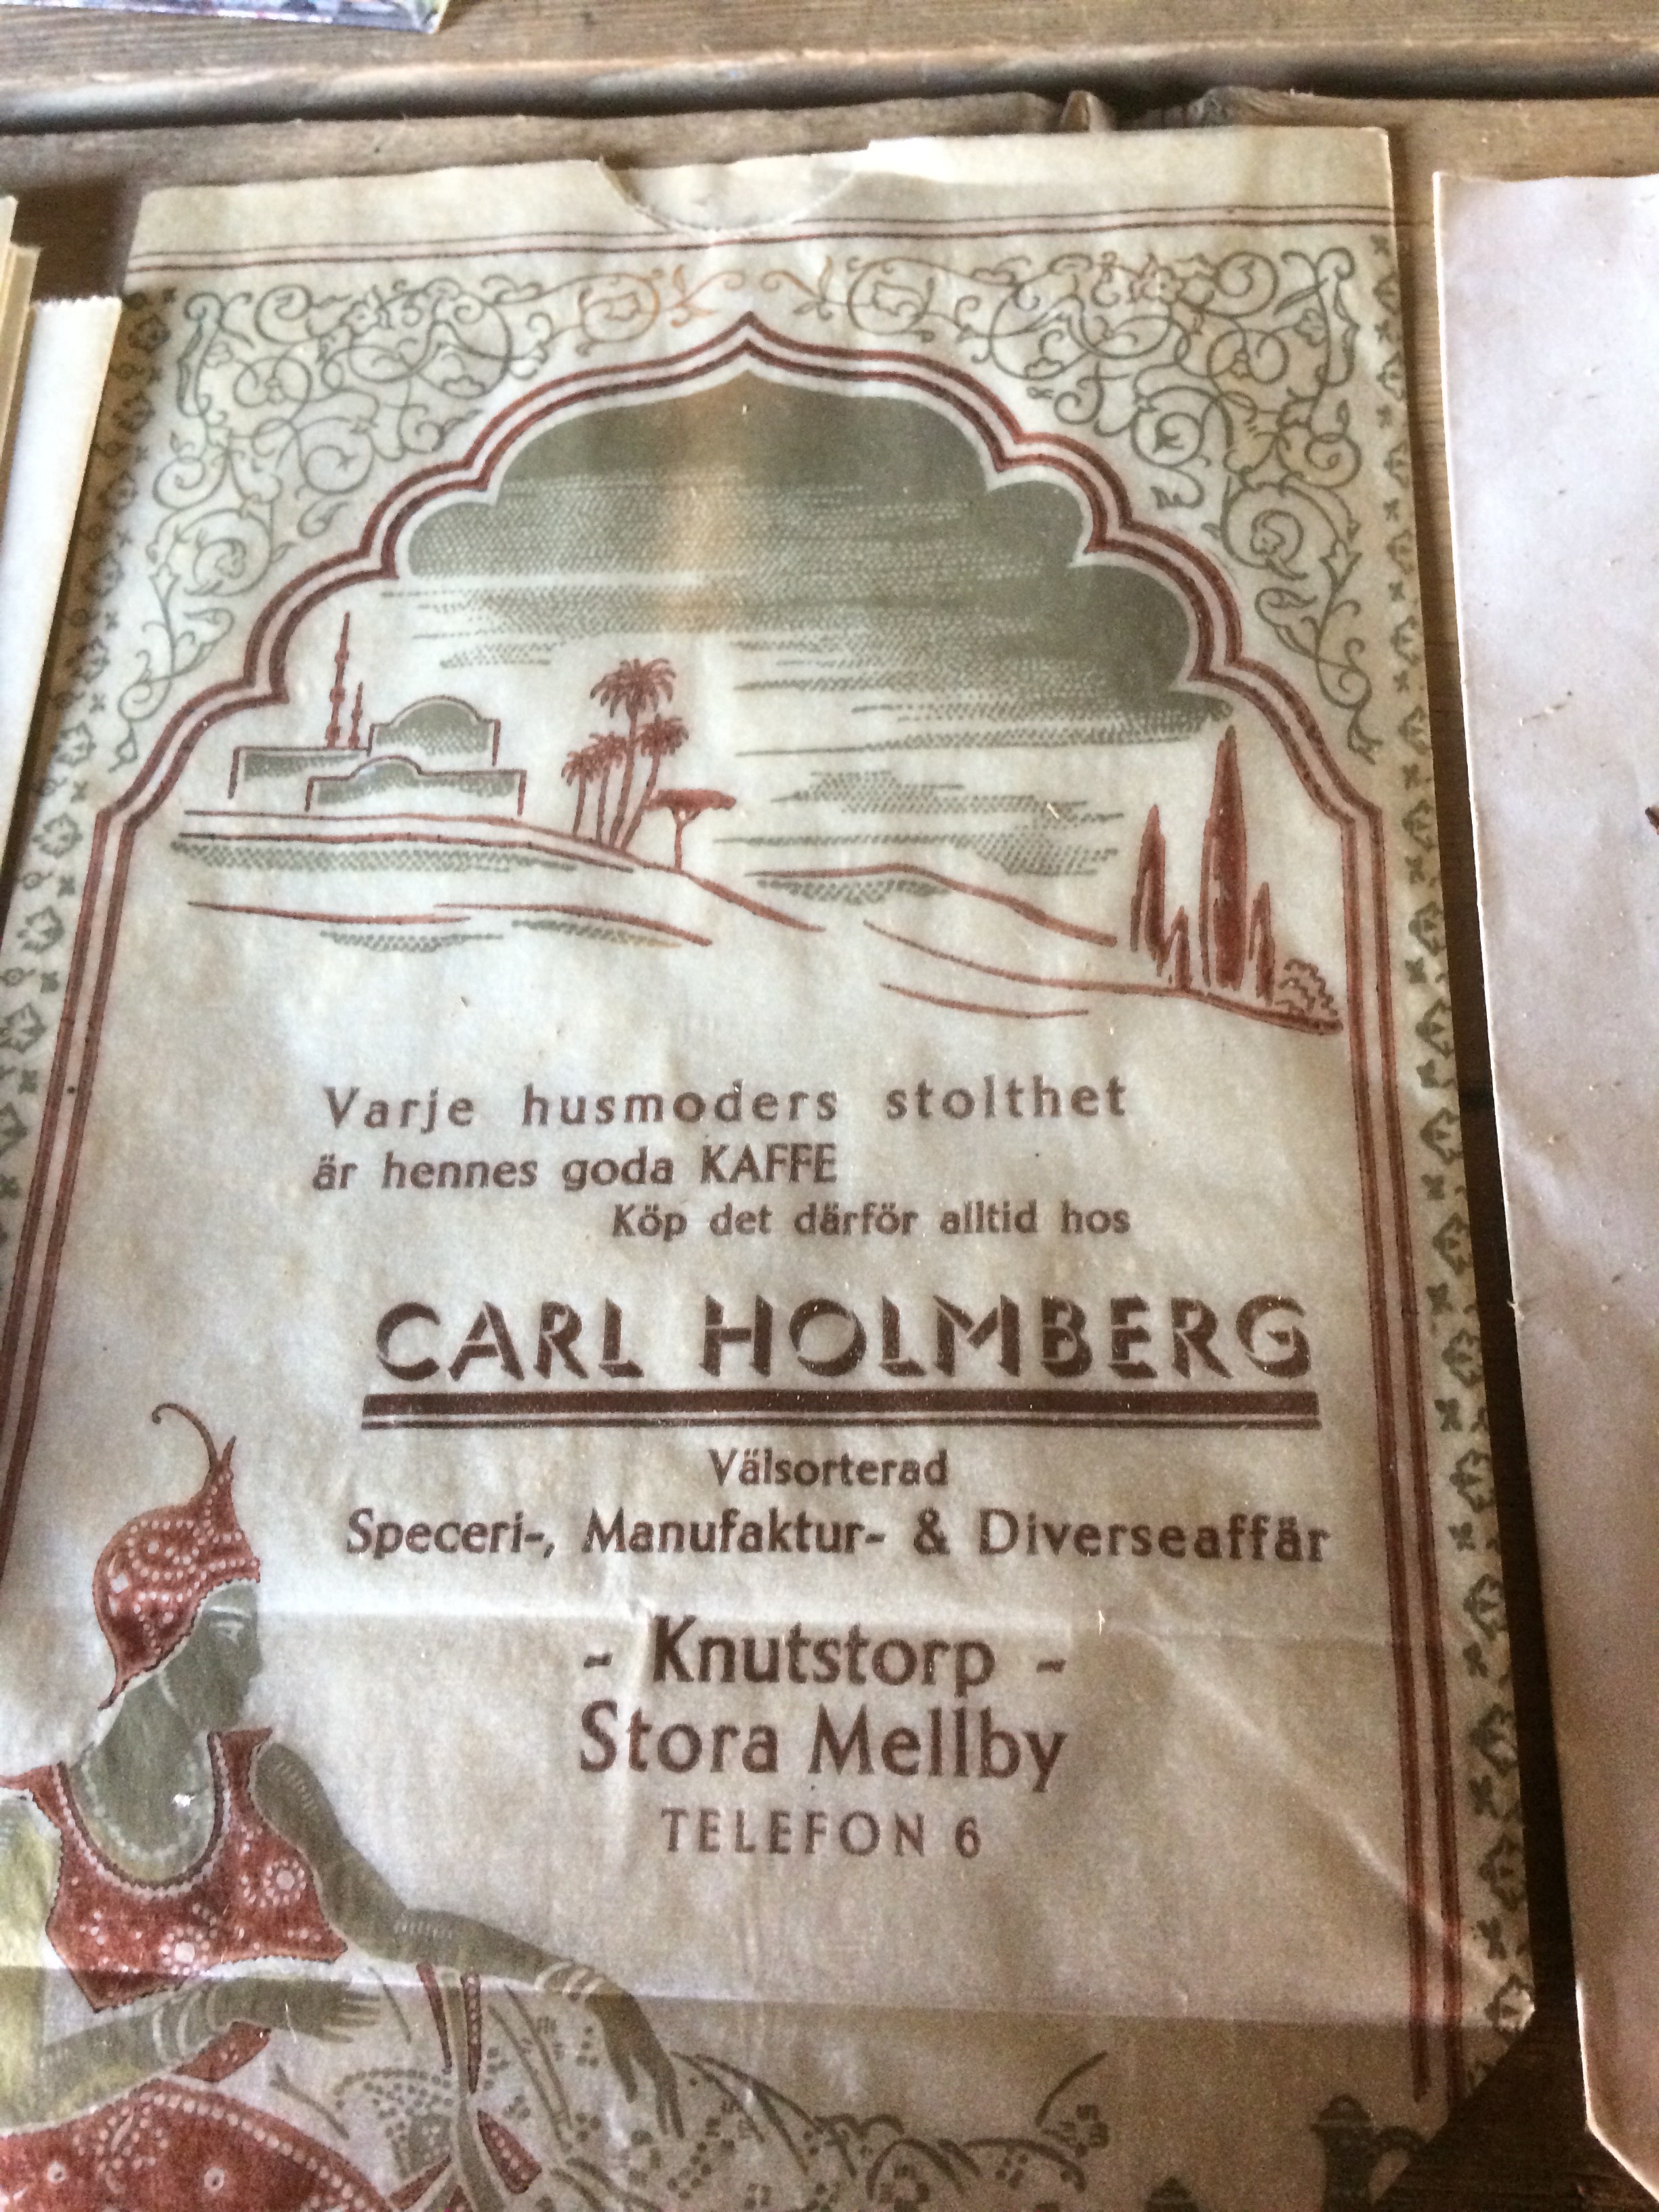 Varje husmoders stolthet
är hennes goda KAFFE
Köp det därför alltid hos
CARL HOLMBERG
Välsorterad
Speceri-, Manufaktur- & Diverseaffär
- Knutstorp -
Stora Mellby
TELEFON 6